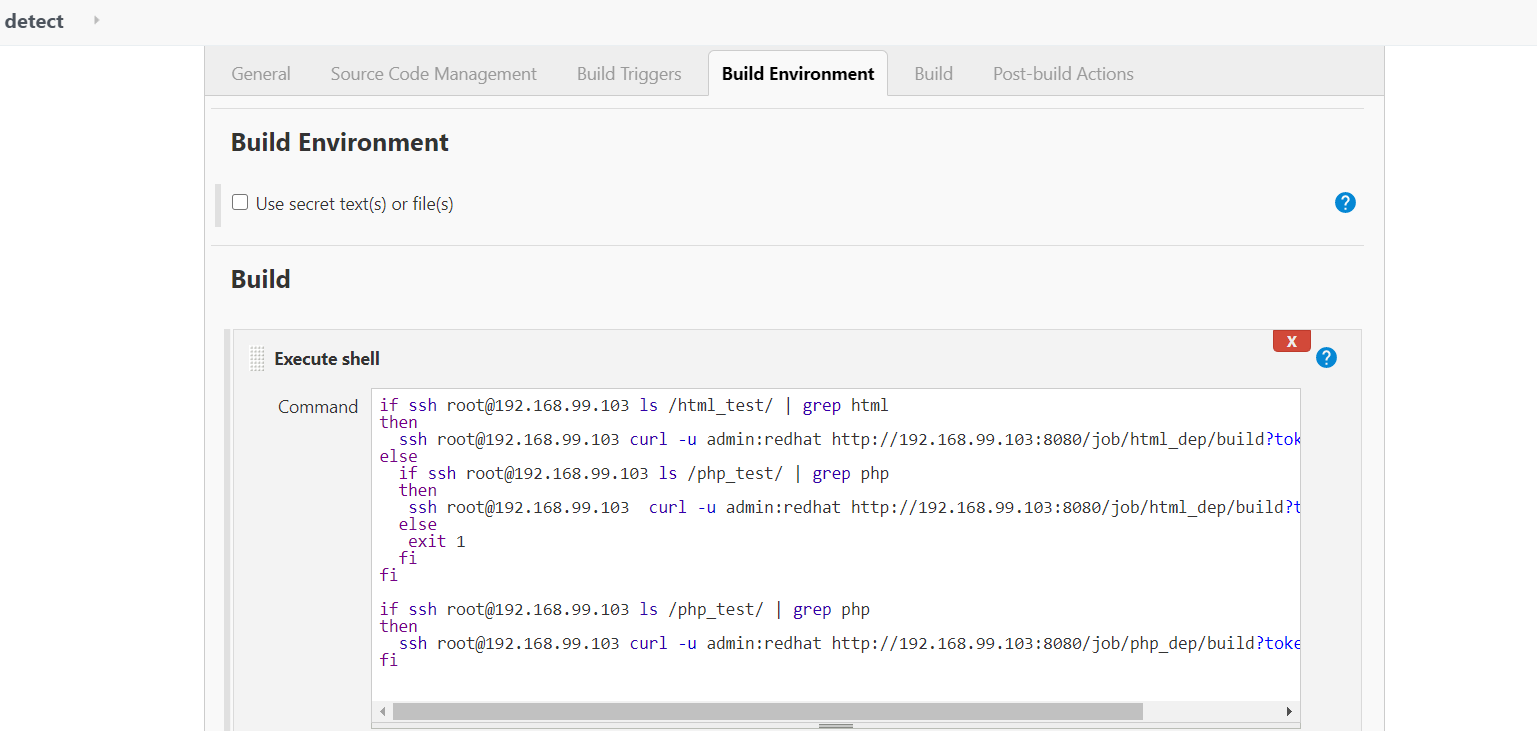 detect
General Source Code Management Build Triggers Build Environment Build Post-build Actions
Build Environment
Use secret text(s) or file(s)
?
Build
X
Execute shell
?
Command
if ssh root@192.168.99.103 ls /html_test/ | grep html
then
  ssh root@192.168.99.103 curl -u admin:redhat http://192.168.99.103:8080/job/html_dep/build?tok
else
  if ssh root@192.168.99.103 ls /php_test/ | grep php
  then
   ssh root@192.168.99.103  curl -u admin:redhat http://192.168.99.103:8080/job/html_dep/build?t
  else
   exit 1
  fi
fi

if ssh root@192.168.99.103 ls /php_test/ | grep php
then
  ssh root@192.168.99.103 curl -u admin:redhat http://192.168.99.103:8080/job/php_dep/build?toke
fi